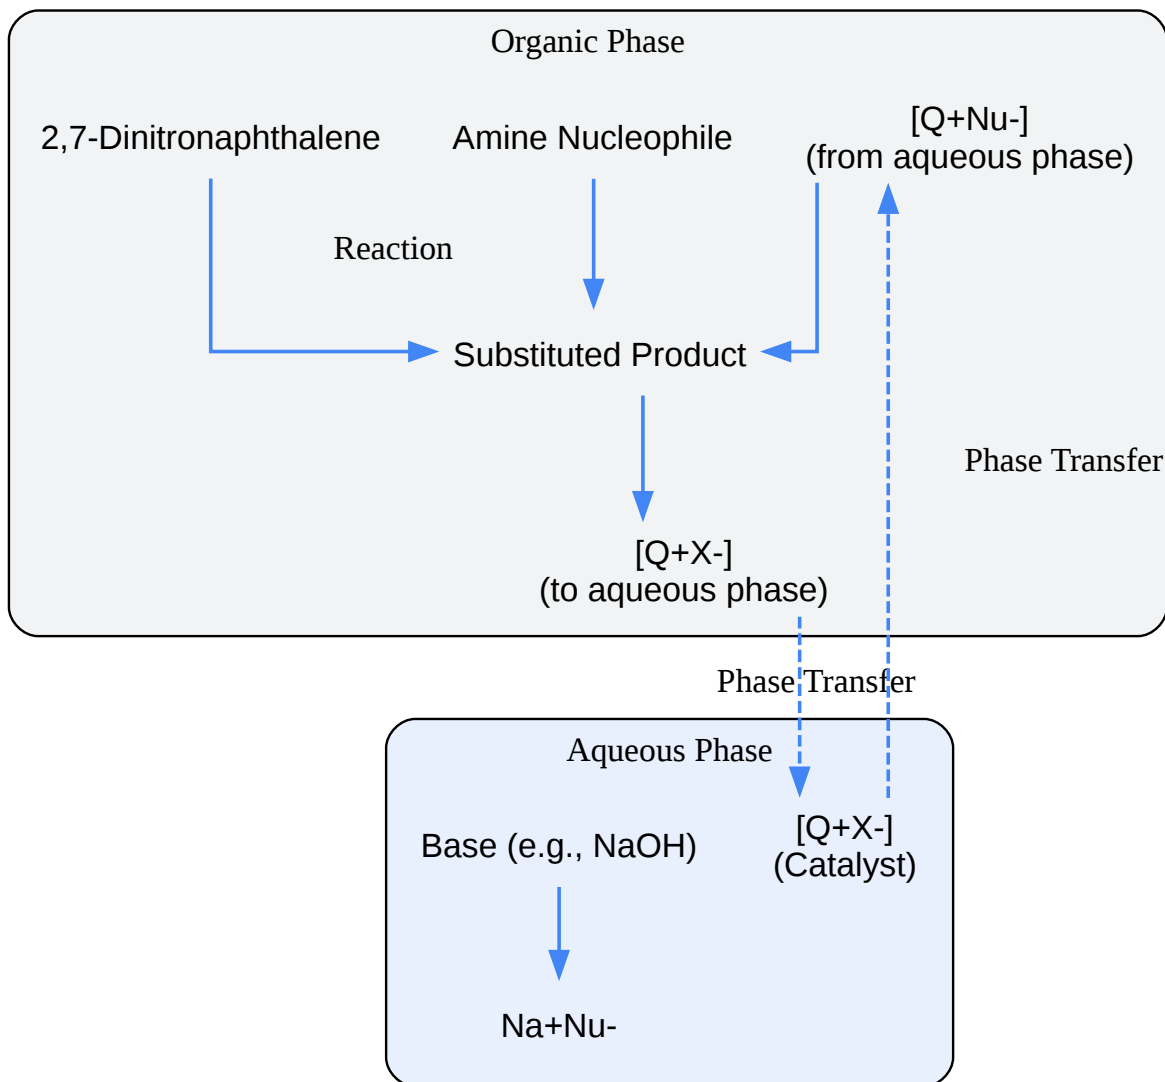 Organic Phase
2,7-Dinitronaphthalene
Amine Nucleophile
[Q+Nu-]
(from aqueous phase)
Reaction
Substituted Product
Phase Transfer
[Q+X-]
(to aqueous phase)
Phase Transfer
Aqueous Phase
Base (e.g., NaOH)
[Q+X-]
(Catalyst)
Na+Nu-